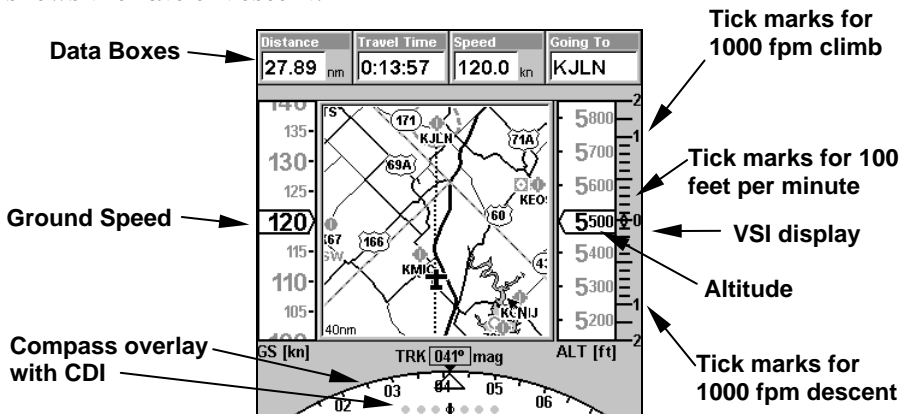 Tick marks for
1000 fpm climb
Data Boxes
Distance
27.89 nm
Travel Time
0:13:57
Speed
120.0 kn
Going To
KJLN
Tick marks for 100
feet per minute
Ground Speed
VSI display
Altitude
Compass overlay
with CDI
Tick marks for
1000 fpm descent
140
135
130
125
120
115
110
105
171
KJLN
71A
69A
KEO
60
K67
SW
166
KMIO
40nm
5800
5700
5600
5500
5400
5300
5200
2
1
0
1
2
GS [kn]
TRK 041° mag
ALT [ft]
02
03
04
05
06